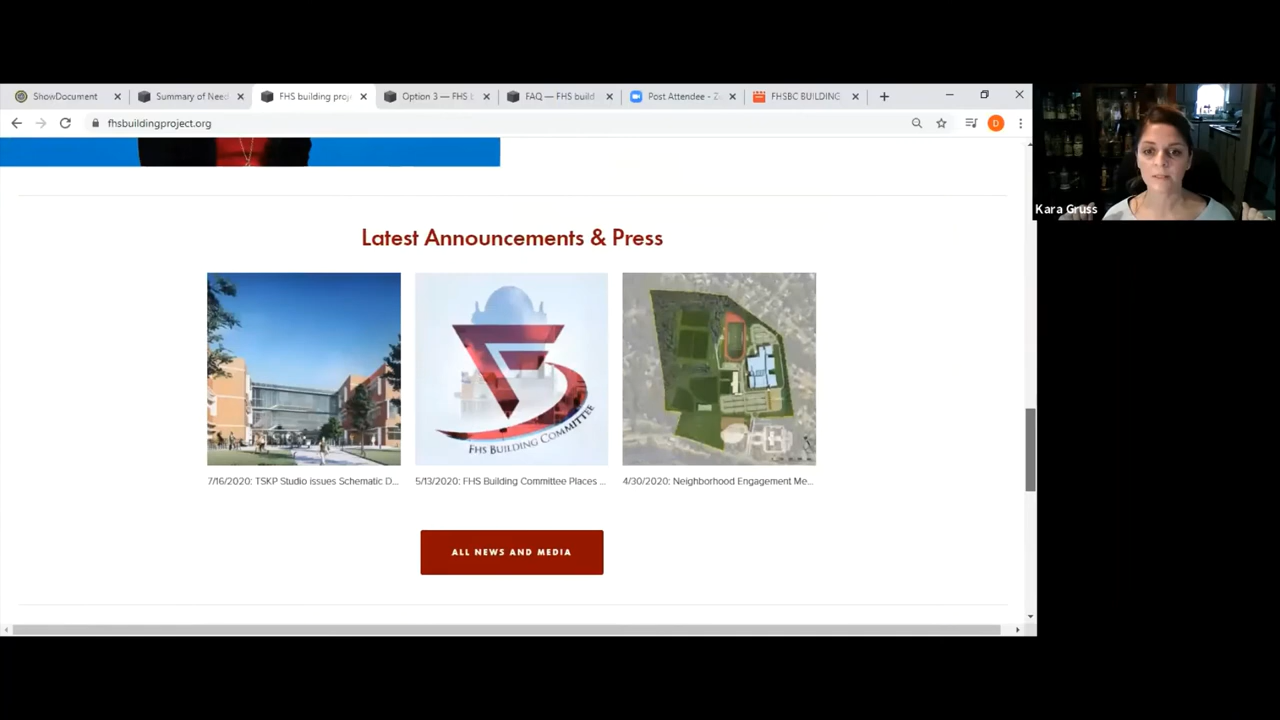 ShowDocument
Summary of Nee
FHS building proj
Option 3 — FHS b
FAQ — FHS build
Post Attendee - Z
FHSBC BUILDING
fhsbuildingproject.org
D
Kara Gruss
Latest Announcements & Press
FHS BUILDING COMMITTEE
7/16/2020: TSKP Studio issues Schematic D...
5/13/2020: FHS Building Committee Places ...
4/30/2020: Neighborhood Engagement Me...
ALL NEWS AND MEDIA